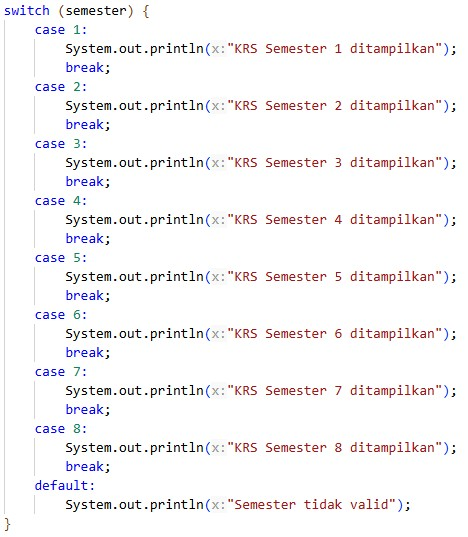 switch (semester) {
    case 1:
        System.out.println(x:"KRS Semester 1 ditampilkan");
        break;
    case 2:
        System.out.println(x:"KRS Semester 2 ditampilkan");
        break;
    case 3:
        System.out.println(x:"KRS Semester 3 ditampilkan");
        break;
    case 4:
        System.out.println(x:"KRS Semester 4 ditampilkan");
        break;
    case 5:
        System.out.println(x:"KRS Semester 5 ditampilkan");
        break;
    case 6:
        System.out.println(x:"KRS Semester 6 ditampilkan");
        break;
    case 7:
        System.out.println(x:"KRS Semester 7 ditampilkan");
        break;
    case 8:
        System.out.println(x:"KRS Semester 8 ditampilkan");
        break;
    default:
        System.out.println(x:"Semester tidak valid");
}